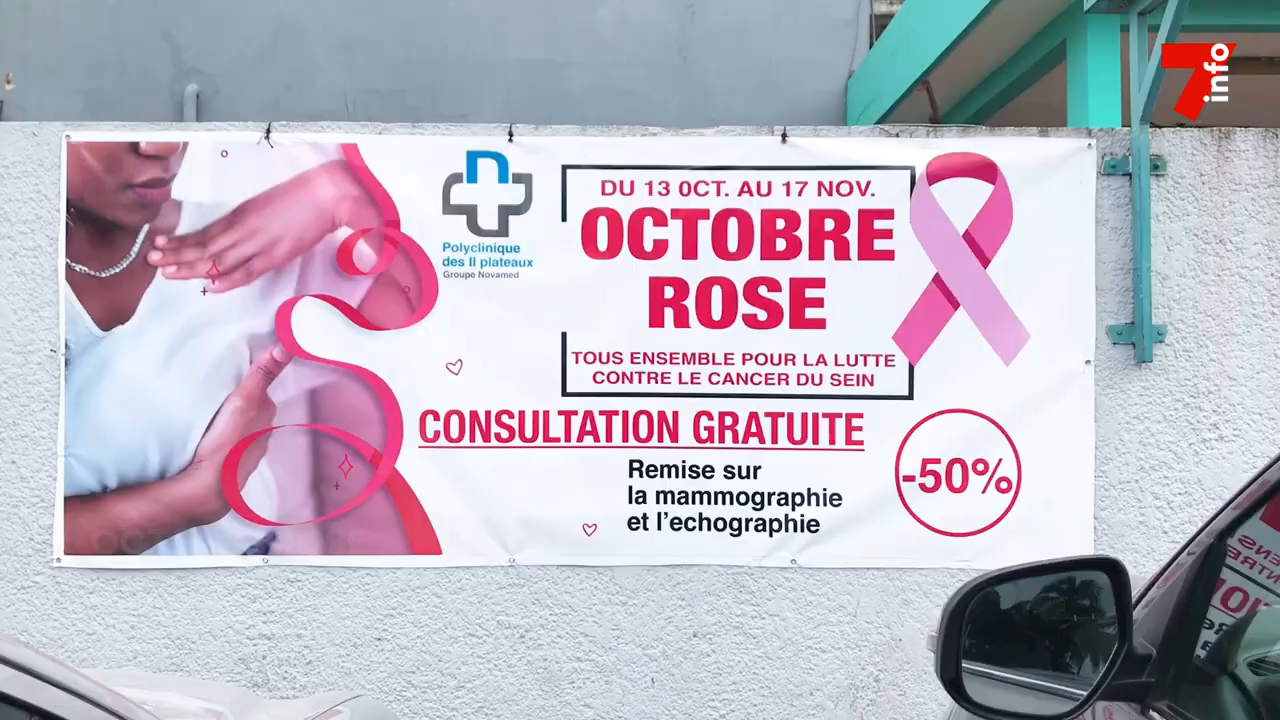 7info
Polyclinique
des II plateaux
Groupe Novamed
DU 13 OCT. AU 17 NOV.
OCTOBRE
ROSE
TOUS ENSEMBLE POUR LA LUTTE
CONTRE LE CANCER DU SEIN
CONSULTATION GRATUITE
Remise sur
la mammographie
et l'echographie
-50%